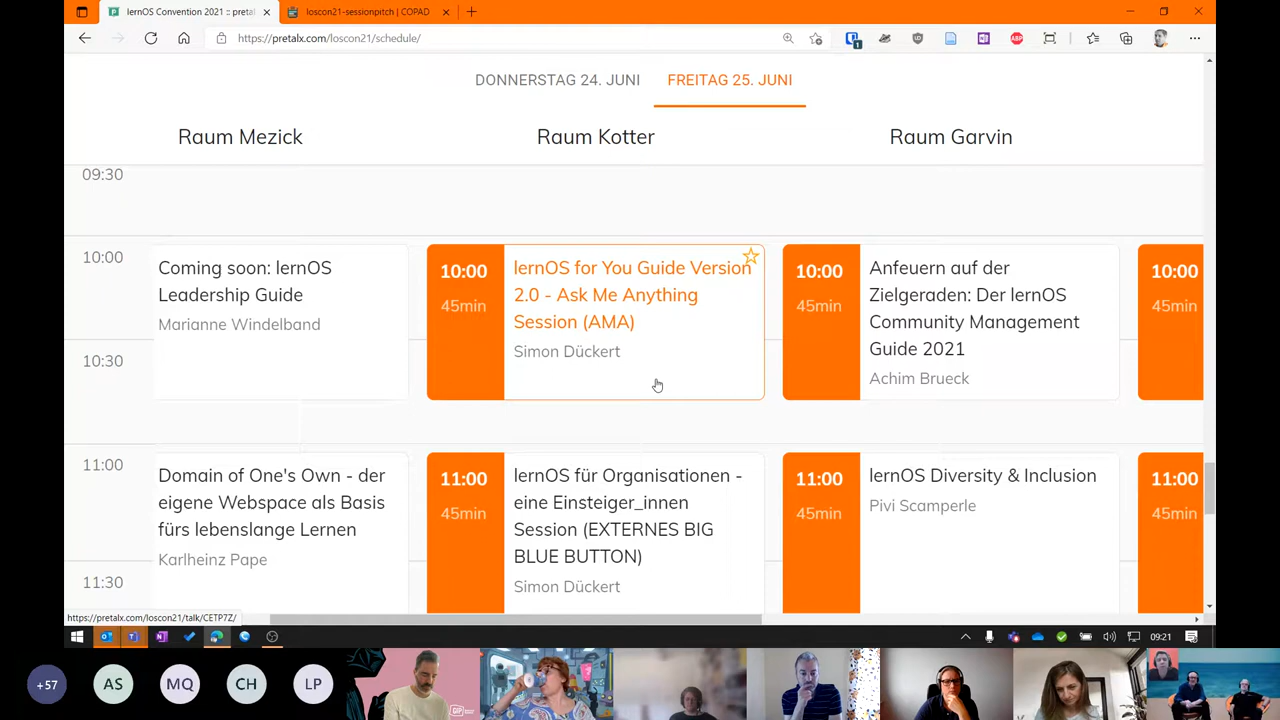 lernOS Convention 2021 :: pretal
loscon21-sessionpitch | COPAD
https://pretalx.com/loscon21/schedule/
1
ABP
DONNERSTAG 24. JUNI
FREITAG 25. JUNI
Raum Mezick
Raum Kotter
Raum Garvin
09:30
10:00
Coming soon: lernOS
Leadership Guide
Marianne Windelband
10:00
45min
lernOS for You Guide Version
2.0 - Ask Me Anything
Session (AMA)
Simon Dückert
10:00
45min
Anfeuern auf der
Zielgeraden: Der lernOS
Community Management
Guide 2021
Achim Brueck
10:00
45min
10:30
11:00
Domain of One's Own - der
eigene Webspace als Basis
fürs lebenslange Lernen
Karlheinz Pape
11:00
45min
lernOS für Organisationen -
eine Einsteiger_innen
Session (EXTERNES BIG
BLUE BUTTON)
Simon Dückert
11:00
45min
lernOS Diversity & Inclusion
Pivi Scamperle
11:00
45min
11:30
https://pretalx.com/loscon21/talk/CETP7Z/
09:21
+57
AS
MQ
CH
LP
GIP